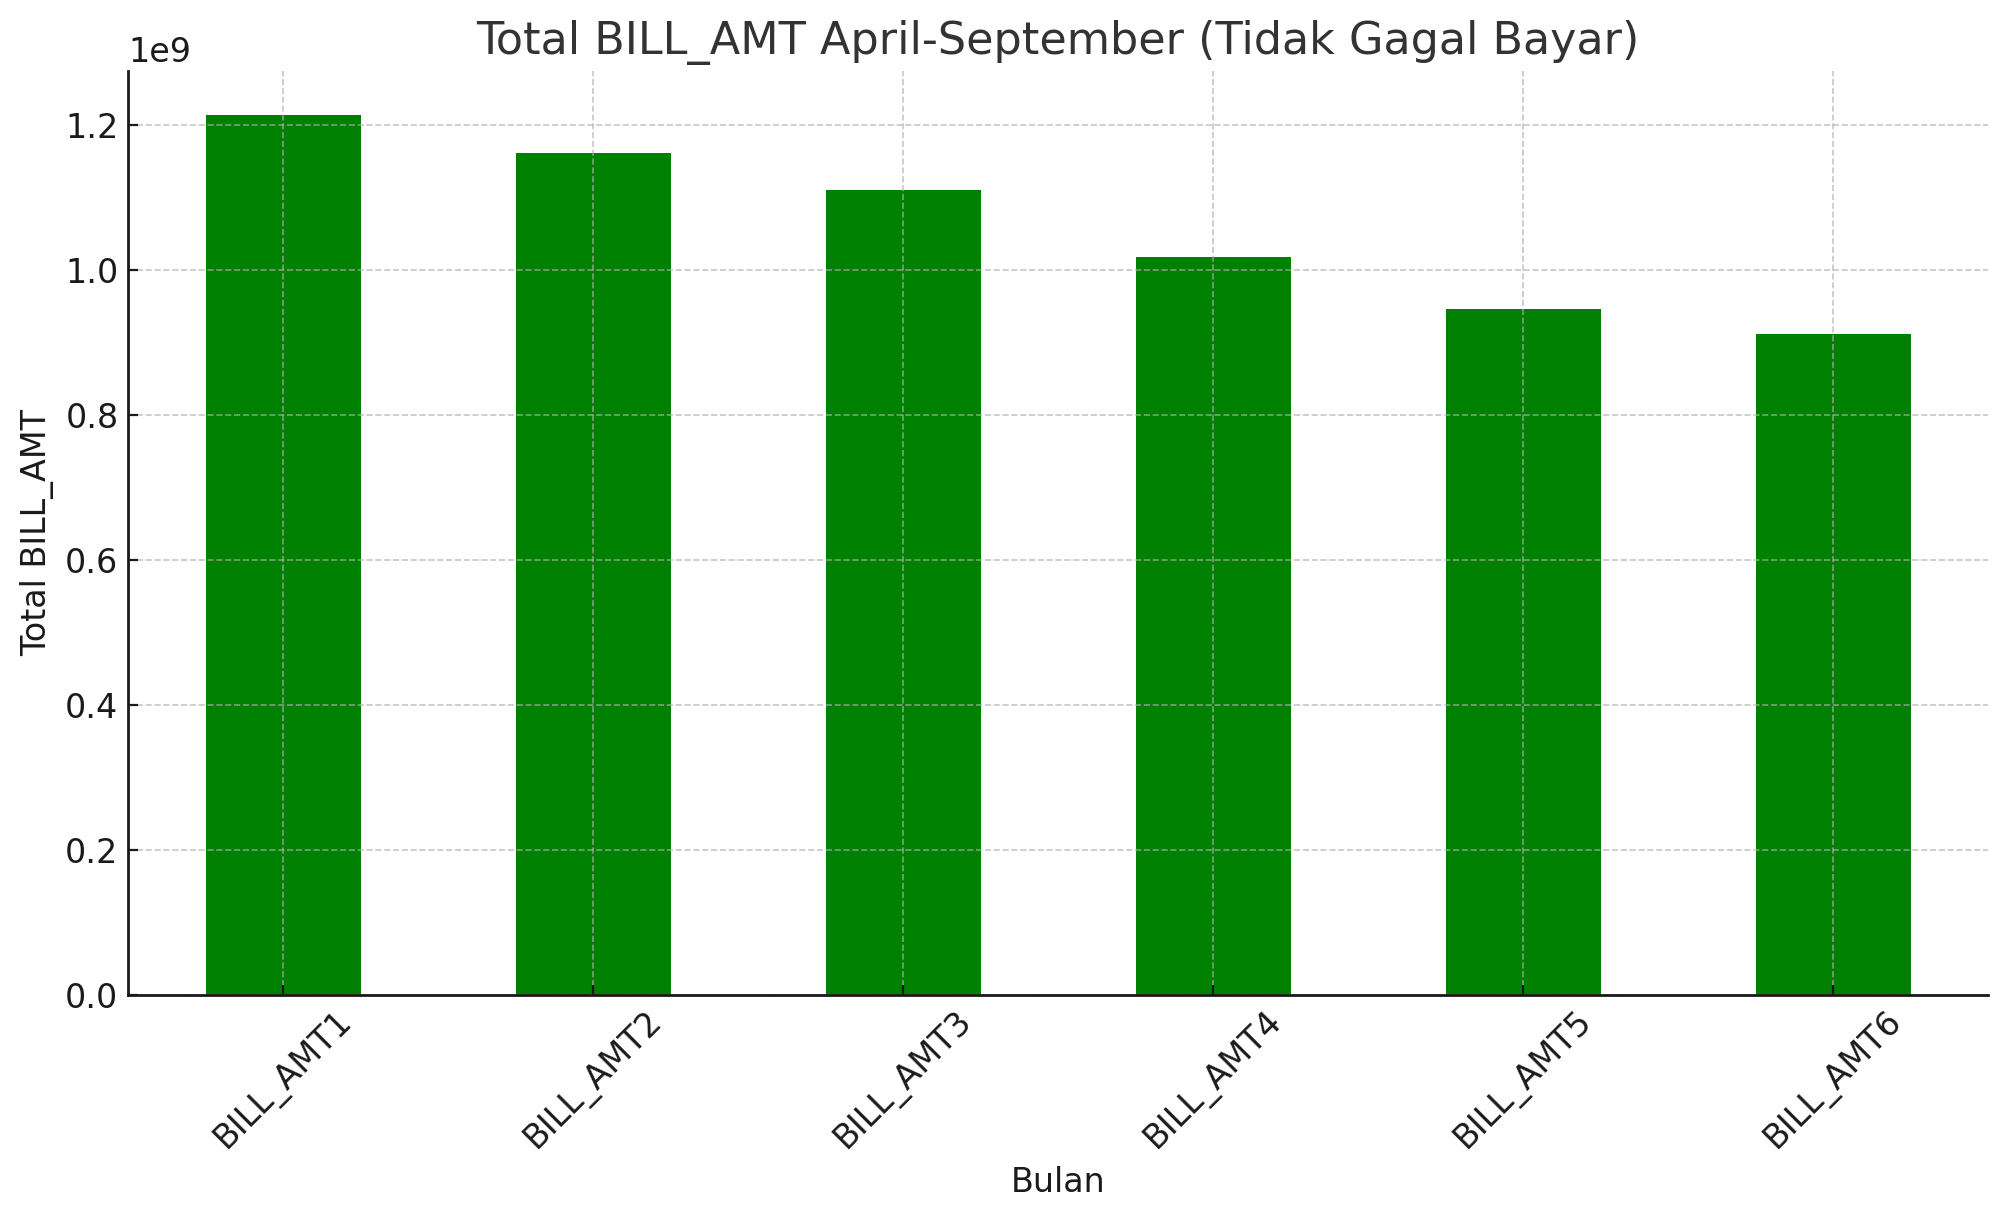 Total BILL_AMT April-September (Tidak Gagal Bayar)
1e9
1.2
1.0
0.8
0.6
0.4
0.2
0.0
Total BILL_AMT
BILL_AMT1
BILL_AMT2
BILL_AMT3
BILL_AMT4
BILL_AMT5
BILL_AMT6
Bulan